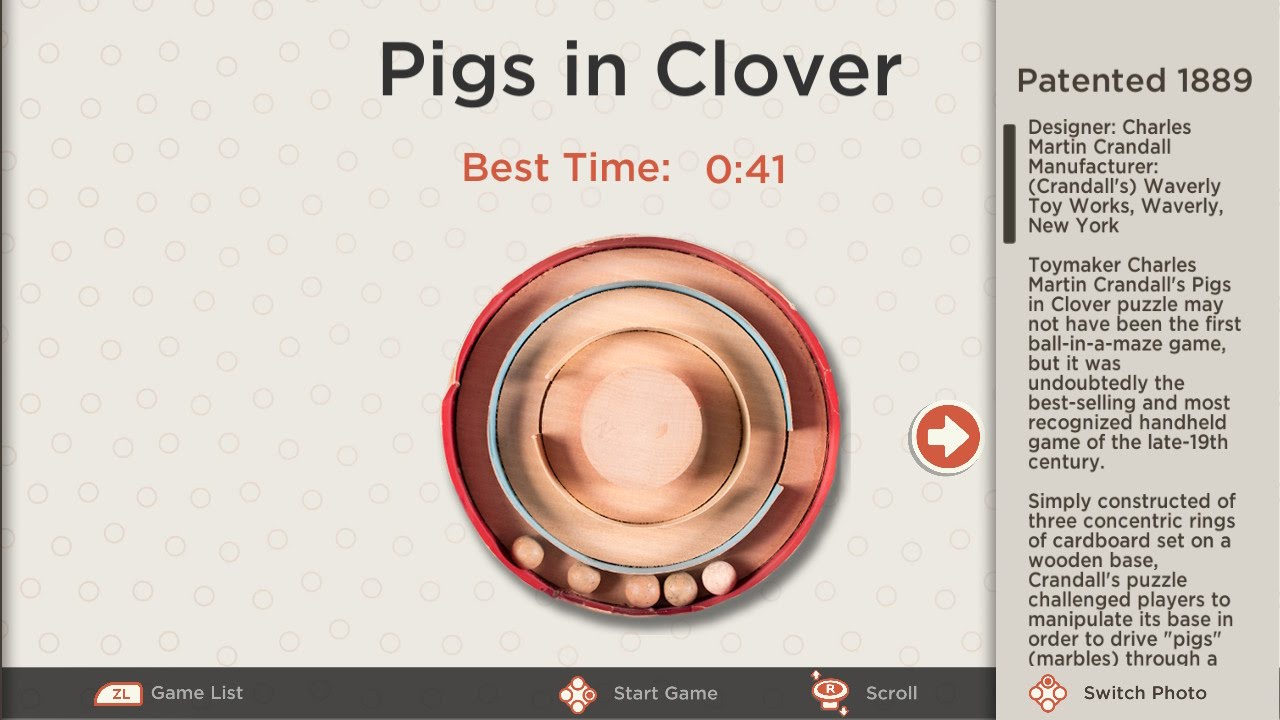 Pigs in Clover
Best Time: 0:41
Patented 1889
Designer: Charles
Martin Crandall
Manufacturer:
(Crandall's) Waverly
Toy Works, Waverly,
New York
Toymaker Charles
Martin Crandall's Pigs
in Clover puzzle may
not have been the first
ball-in-a-maze game,
but it was
undoubtedly the
best-selling and most
recognized handheld
game of the late-19th
century.
Simply constructed of
three concentric rings
of cardboard set on a
wooden base,
Crandall's puzzle
challenged players to
manipulate its base in
order to drive "pigs"
(marbles) through a
ZL Game List
Start Game
R Scroll
Switch Photo